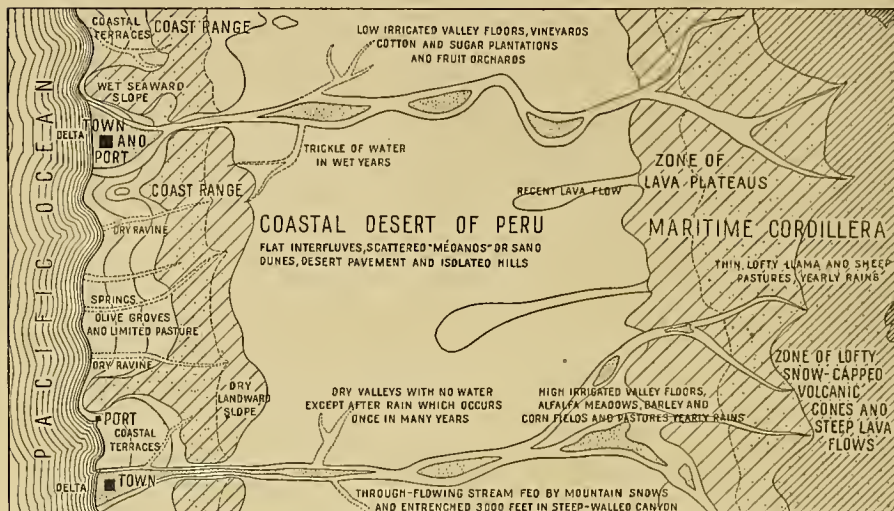 COASTAL
TERRACES
COAST RANGE
LOW IRRIGATED VALLEY FLOORS, VINEYARDS
COTTON AND SUGAR PLANTATIONS
AND FRUIT ORCHARDS
WET SEAWARD
SLOPE
PACIFIC OCEAN
DELTA
TOWN
AND
PORT
TRICKLE OF WATER
IN WET YEARS
ZONE OF
LAVA PLATEAUS
RECENT LAVA FLOW
COAST RANGE
COASTAL DESERT OF PERU
FLAT INTERFLUVES, SCATTERED "MÉDANOS" OR SAND
DUNES, DESERT PAVEMENT AND ISOLATED HILLS
MARITIME CORDILLERA
DRY RAVINE
THIN, LOFTY LLAMA AND SHEEP
PASTURES, YEARLY RAINS
SPRINGS
OLIVE GROVES
AND LIMITED PASTURE
DRY RAVINE
ZONE OF LOFTY
SNOW-CAPPED
VOLCANIC
CONES AND
STEEP LAVA
FLOWS
DRY
LANDWARD
SLOPE
DRY VALLEYS WITH NO WATER
EXCEPT AFTER RAIN WHICH OCCURS
ONCE IN MANY YEARS
HIGH IRRIGATED VALLEY FLOORS,
ALFALFA MEADOWS, BARLEY AND
CORN FIELDS AND PASTURES YEARLY RAINS
PORT
COASTAL
TERRACES
DELTA
TOWN
THROUGH-FLOWING STREAM FED BY MOUNTAIN SNOWS
AND ENTRENCHED 3000 FEET IN STEEP-WALLED CANYON